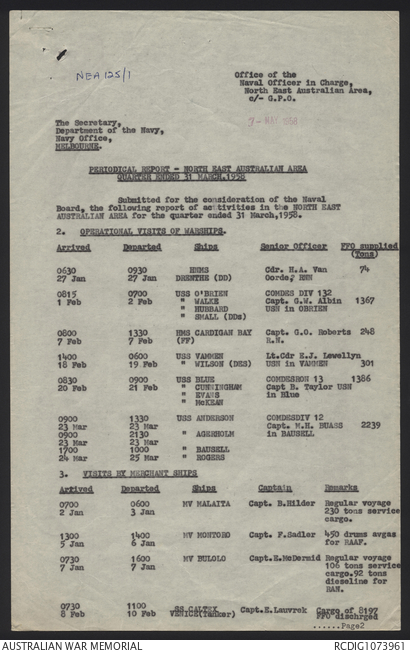 NEA 125/1
Office of the
Naval Officer in Charge,
North East Australian Area,
c/- G.P.O.
1958
The Secretary,
Department of the Navy,
Navy Office,
MELBOURNE.
PERIODICAL REPORT - NORTH EAST AUSTRALIAN AREA
QUARTER ENDED 31 MARCH,1958
Submitted for the consideration of the Naval
Board, the following report of activities in the NORTH EAST
AUSTRALIAN AREA for the quarter ended 31 March,1958.
2. OPERATIONAL VISITS OF WARSHIPS.
Arrived Departed Ships Senior Officer FFO supplied
(Tons)
0630 0930 HNMS Cdr. H.A. Van 74
27 Jan 27 Jan DRENTHE (DD) Oorde, RNN
0815 0700 USS O'BRIEN COMDES DIV 132
1 Feb 2 Feb " WALKE Capt. G.W. Albin 1367
" HUBBARD USN in OBRIEN
" SMALL (DDs)
0800 1330 HMS CARDIGAN BAY Capt. G.O. Roberts 248
7 Feb 7 Feb (FF) R.N.
1400 0600 USS VAMMEN Lt.Cdr E.J. Lewellyn
18 Feb 19 Feb " WILSON (DES) USN in VAMMEN 301
0830 0900 USS BLUE COMDESRON 13 1386
20 Feb 21 Feb " CUNNINGHAM Capt B. Taylor USN
" EVANS in Blue
" McKEAN
0900 1330 USS ANDERSON COMDESDIV 12
23 Mar 23 Mar Capt. M.H. BUASS 2239
0900 2130 " AGERHOLM in BAUSELL
23 Mar 23 Mar
1700 1000 " BAUSELL
24 Mar 25 Mar " ROGERS
3. VISITS BY MERCHANT SHIPS
Arrived Departed Ships Captain Remarks
0700 0600 MV MALAITA Capt. B.Hilder Regular voyage
2 Jan 3 Jan 230 tons service
cargo.
1300 1400 MV MONTORO Capt. F.Sadler 450 drums avgas
5 Jan 6 Jan for RAAF.
0730 1600 MV BULOLO Capt.E.McDermid Regular voyage
7 Jan 7 Jan 106 tons service
cargo.92 tons
dieseline for
RAN.
0730 1100 SS CALTEX Capt.E.Lauvrek Cargo of 8197
8 Feb 10 Feb VENICE(Tanker) FFO dischrged
......Page2
AUSTRALIAN WAR MEMORIAL
RCDIG1073961